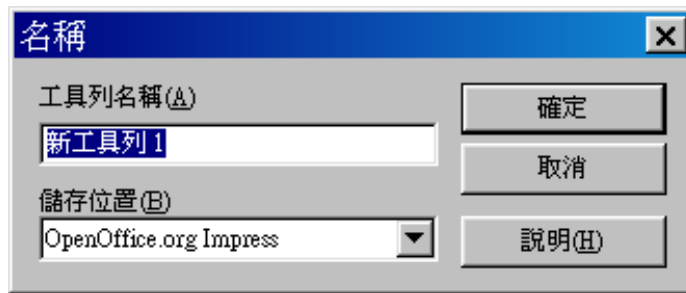 名稱
工具列名稱(A)
新工具列 1
儲存位置(B)
OpenOffice.org Impress
確定
取消
說明(H)